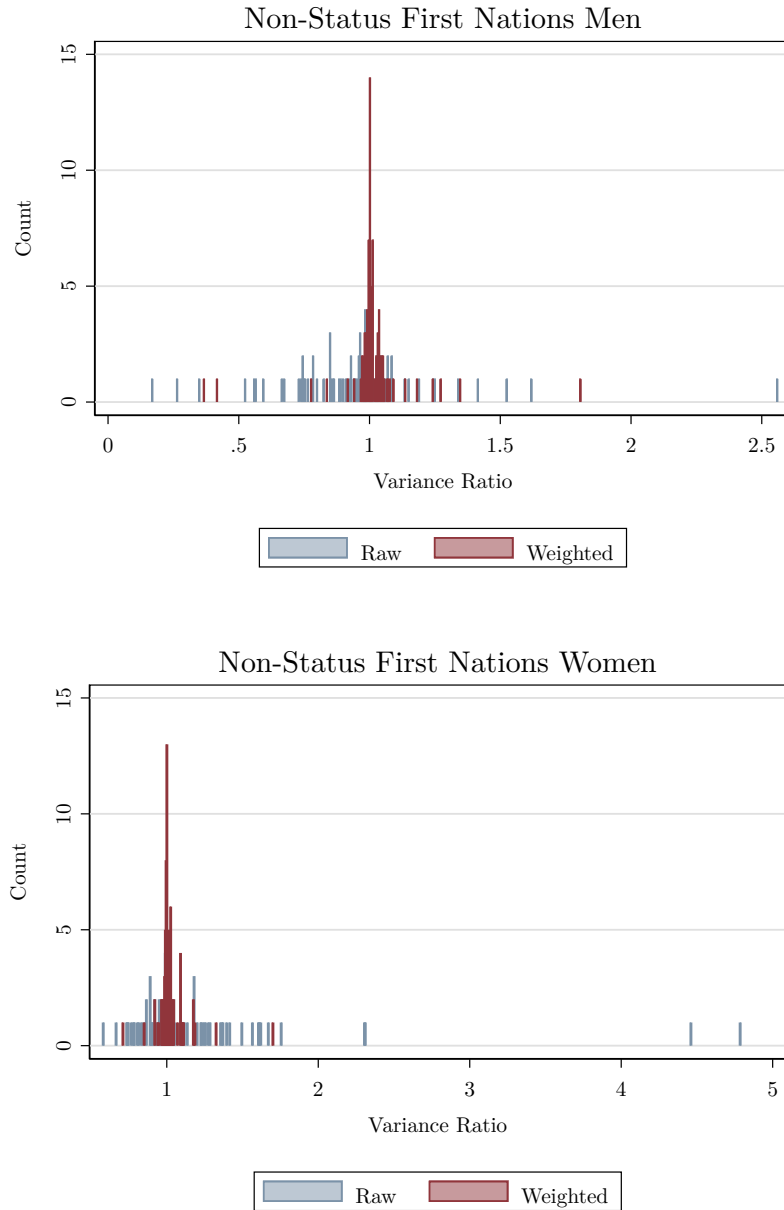 Non-Status First Nations Men
15
10
5
0
Count
0 .5 1 1.5 2 2.5
Variance Ratio
Raw Weighted
Non-Status First Nations Women
15
10
5
0
Count
1 2 3 4 5
Variance Ratio
Raw Weighted